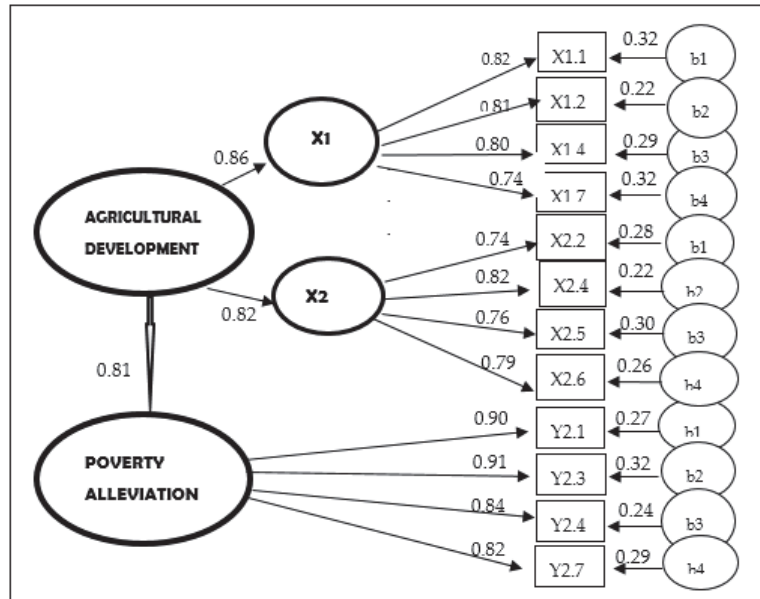 0.82
X1.1
0.32
b1
0.81
X1.2
0.22
b2
X1
0.80
X1.4
0.29
b3
0.86
0.74
X1.7
0.32
b4
AGRICULTURAL
DEVELOPMENT
0.74
X2.2
0.28
b1
X2
0.82
X2.4
0.22
b2
0.82
0.76
X2.5
0.30
b3
0.79
X2.6
0.26
b4
0.81
0.90
Y2.1
0.27
b1
POVERTY
ALLEVIATION
0.91
Y2.3
0.32
b2
0.84
Y2.4
0.24
b3
0.82
Y2.7
0.29
b4